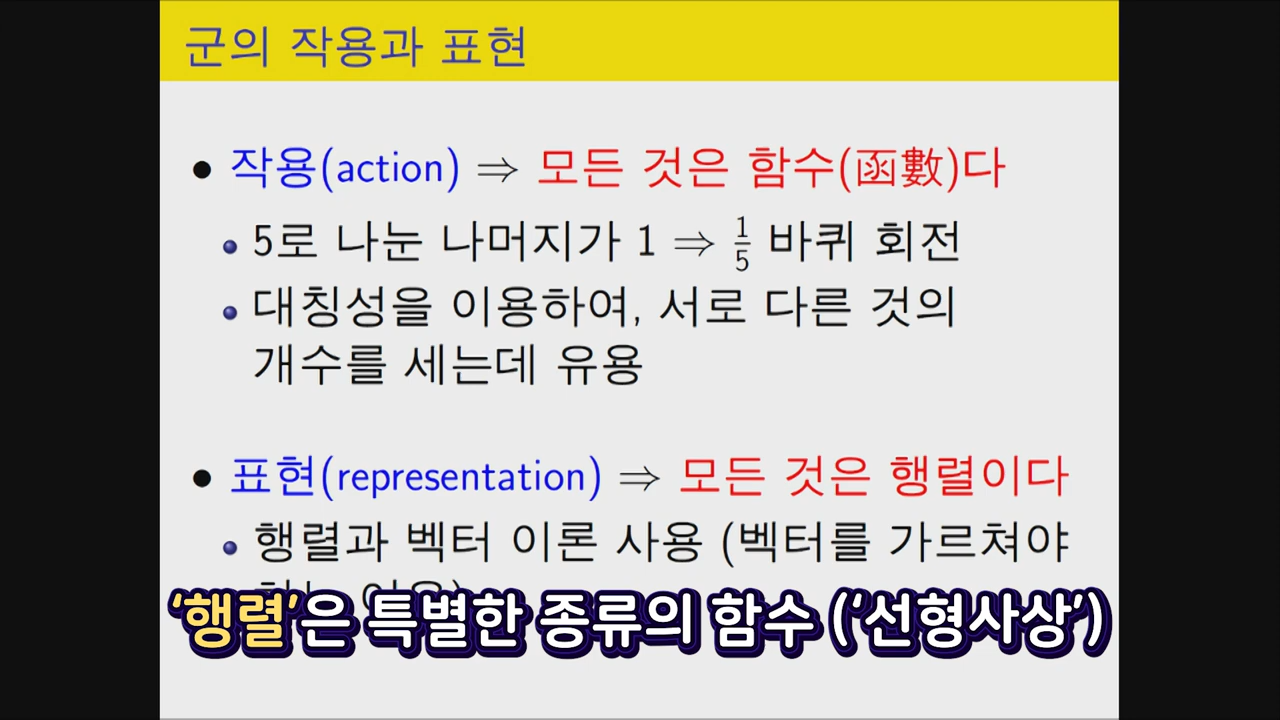 군의 작용과 표현
• 작용(action) ⇒ 모든 것은 함수(函數)다
• 5로 나눈 나머지가 1 ⇒ 1/5 바퀴 회전
• 대칭성을 이용하여, 서로 다른 것의
개수를 세는데 유용
• 표현(representation) ⇒ 모든 것은 행렬이다
• 행렬과 벡터 이론 사용 (벡터를 가르쳐야
‘행렬’은 특별한 종류의 함수 (‘선형사상’)